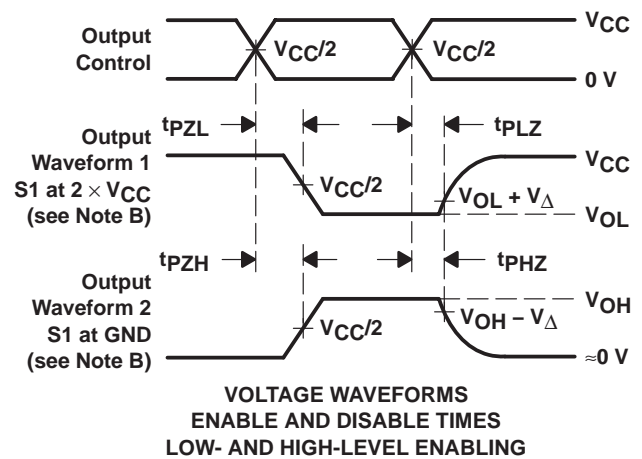 Output
Control
VCC/2
VCC/2
VCC
0 V
tPZL
tPLZ
Output
Waveform 1
S1 at 2 × VCC
(see Note B)
VCC/2
VCC
VOL + VΔ
VOL
tPZH
tPHZ
Output
Waveform 2
S1 at GND
(see Note B)
VCC/2
VOH
VOH − VΔ
≈0 V
VOLTAGE WAVEFORMS
ENABLE AND DISABLE TIMES
LOW- AND HIGH-LEVEL ENABLING